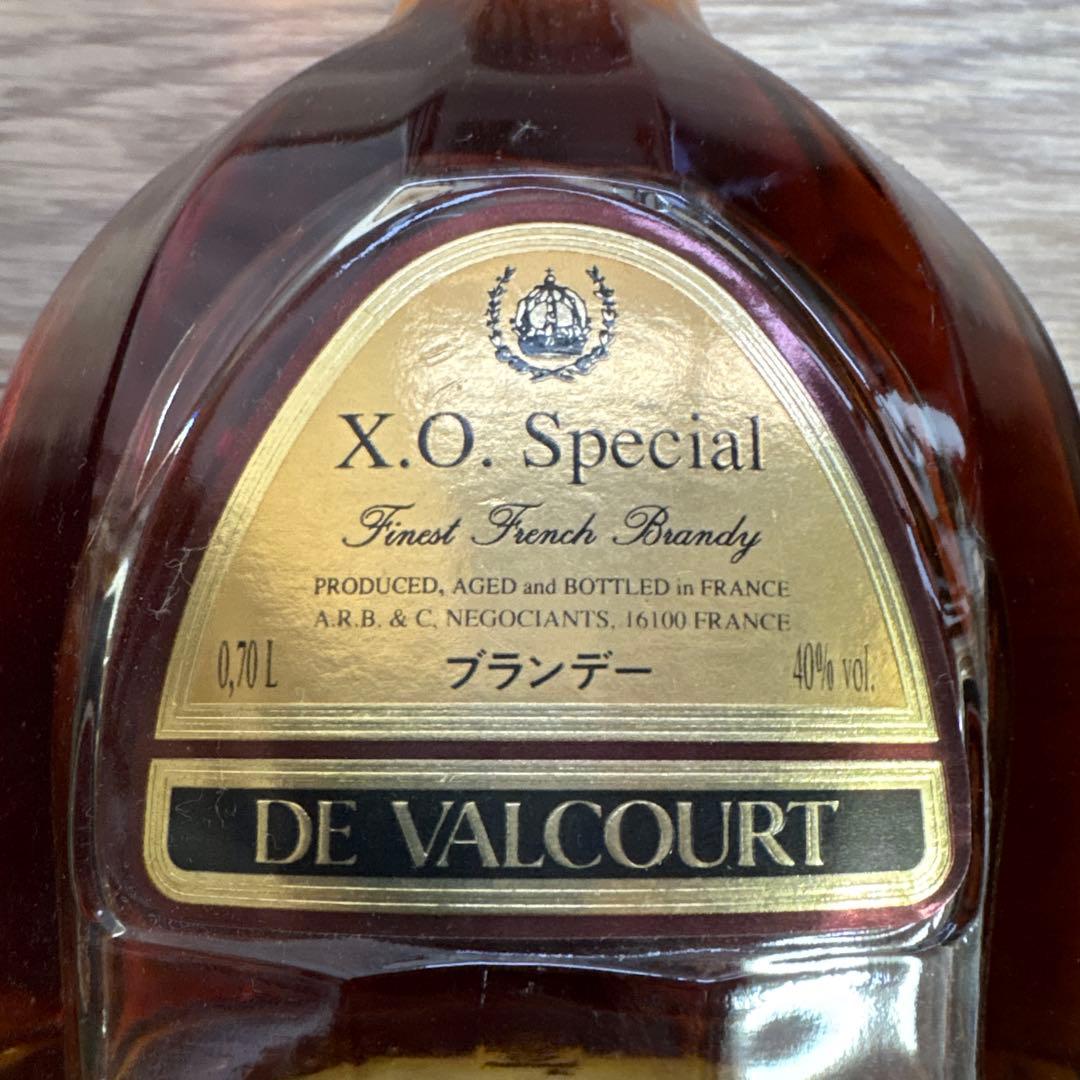 X.O. Special
Finest French Brandy
PRODUCED, AGED and BOTTLED in FRANCE
A.R.B. & C, NEGOCIANTS, 16100 FRANCE
0,70 L ブランデー 40% vol.
DE VALCOURT